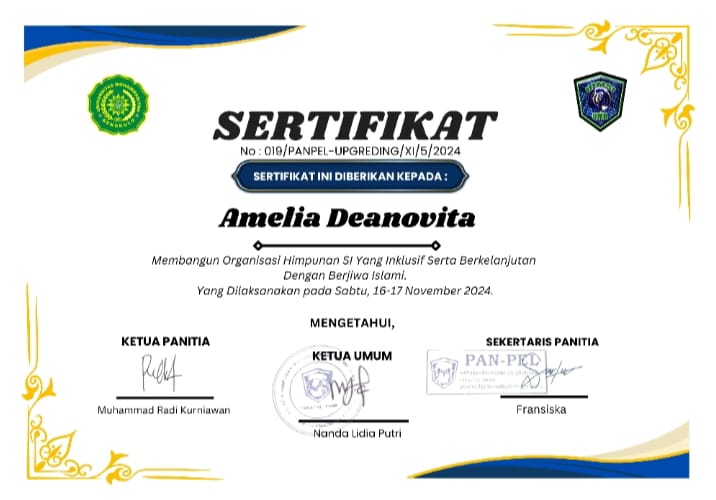 SERTIFIKAT
No : 019/PANPEL-UPGREDING/XI/5/2024
SERTIFIKAT INI DIBERIKAN KEPADA :
Amelia Deanovita
Membangun Organisasi Himpunan SI Yang Inklusif Serta Berkelanjutan
Dengan Berjiwa Islami.
Yang Dilaksanakan pada Sabtu, 16-17 November 2024.
MENGETAHUI,
KETUA PANITIA
Muhammad Radi Kurniawan
KETUA UMUM
Nanda Lidia Putri
SEKERTARIS PANITIA
PAN-PEL
Fransiska